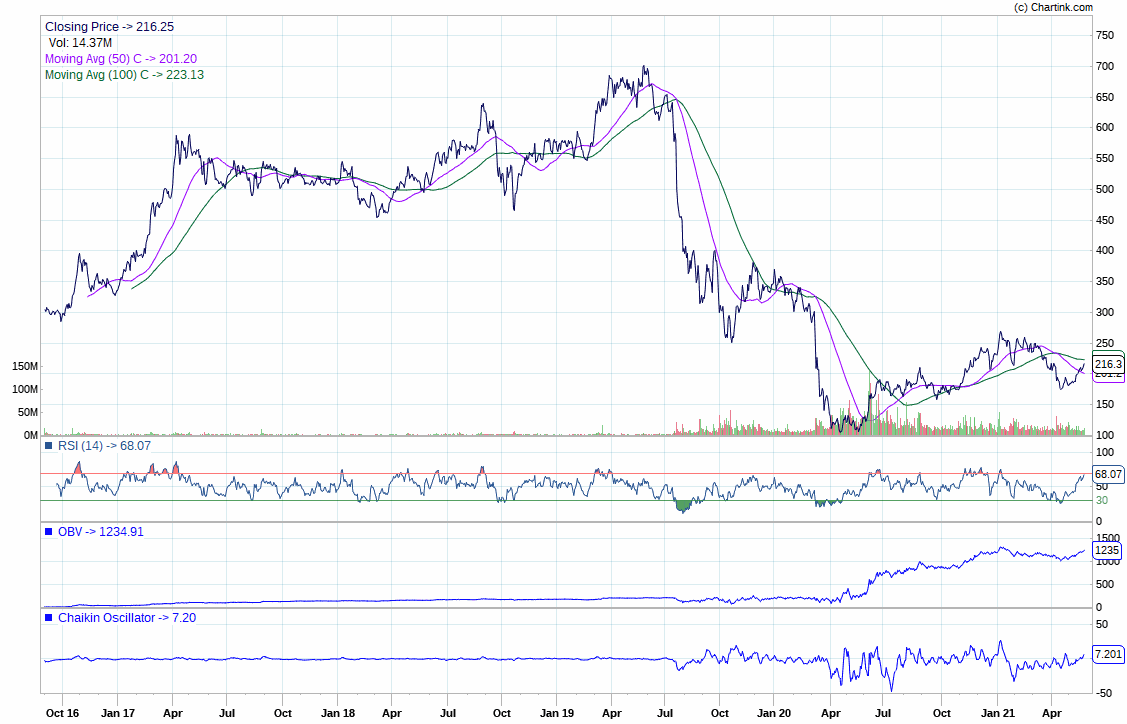 (c) Chartink.com
Closing Price -> 216.25
Vol: 14.37M
Moving Avg (50) C -> 201.20
Moving Avg (100) C -> 223.13
750
700
650
600
550
500
450
400
350
300
250
216.3
150
100
150M
100M
50M
0M
RSI (14) -> 68.07
100
68.07
50
30
0
OBV -> 1234.91
1500
1235
1000
500
0
Chaikin Oscillator -> 7.20
50
7.201
-50
Oct 16 Jan 17 Apr Jul Oct Jan 18 Apr Jul Oct Jan 19 Apr Jul Oct Jan 20 Apr Jul Oct Jan 21 Apr